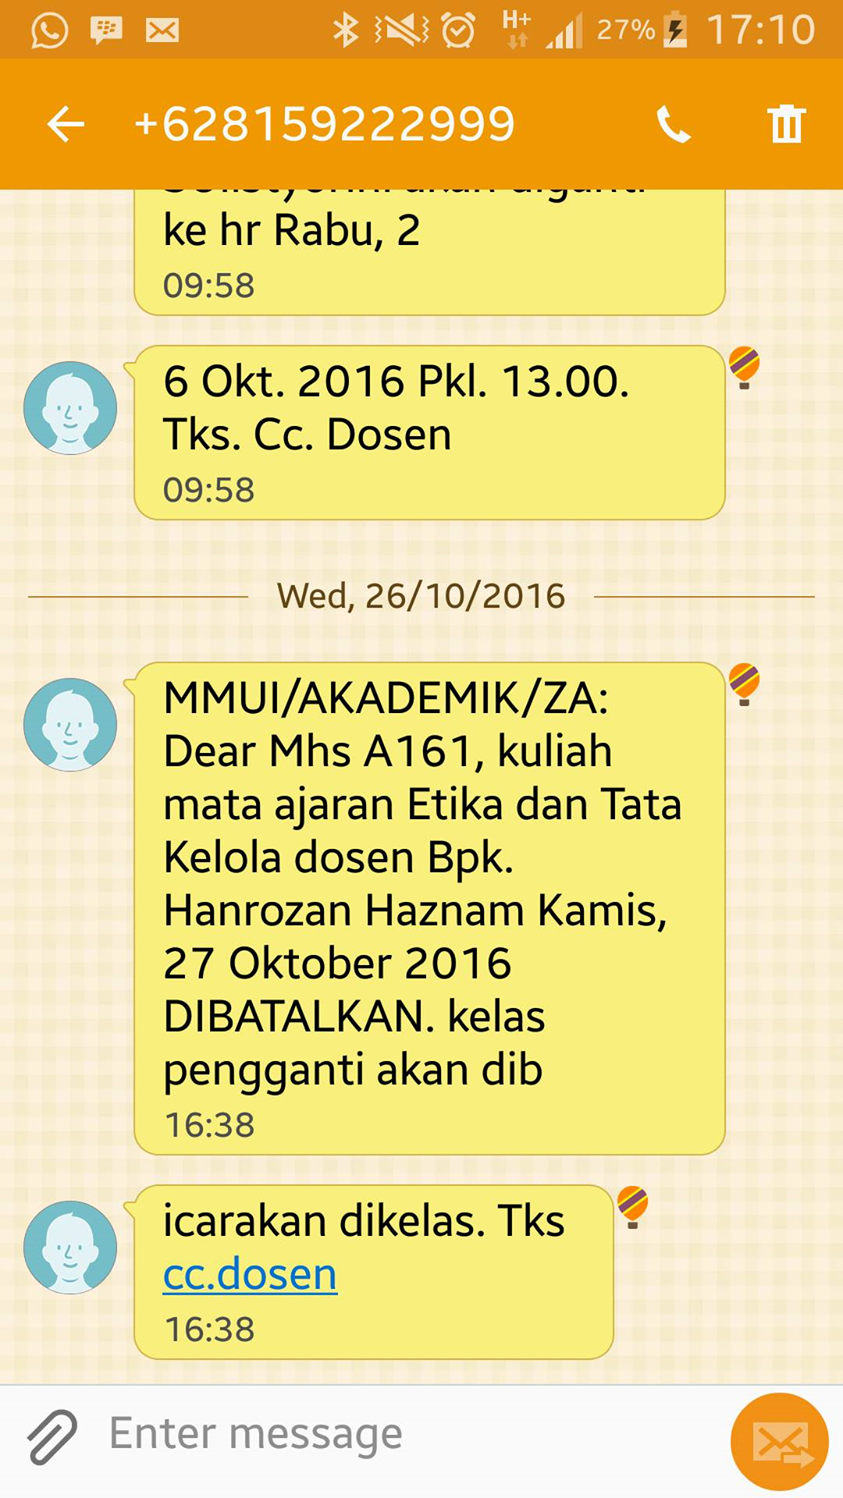 H+
27%
17:10
+628159222999
akan diganti
ke hr Rabu, 2
09:58
6 Okt. 2016 Pkl. 13.00.
Tks. Cc. Dosen
09:58
Wed, 26/10/2016
MMUI/AKADEMIK/ZA:
Dear Mhs A161, kuliah
mata ajaran Etika dan Tata
Kelola dosen Bpk.
Hanrozan Haznam Kamis,
27 Oktober 2016
DIBATALKAN. kelas
pengganti akan dib
16:38
icarakan dikelas. Tks
cc.dosen
16:38
Enter message